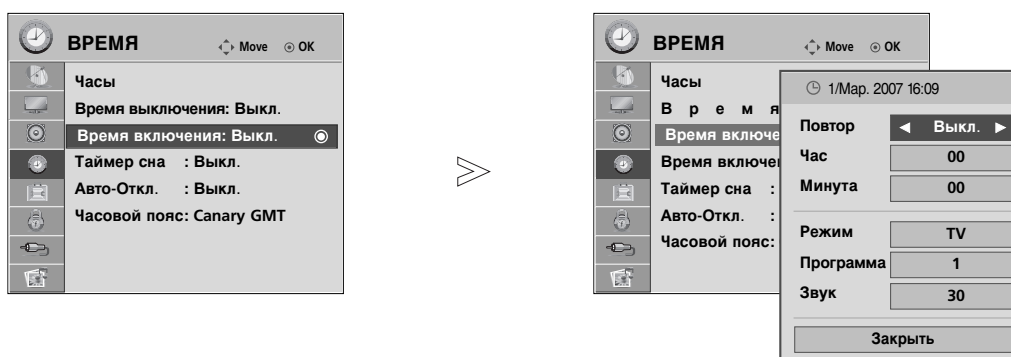 ВРЕМЯ
Move OK
Часы
Время выключения: Выкл.
Время включения: Выкл.
Таймер сна : Выкл.
Авто-Откл. : Выкл.
Часовой пояс: Canary GMT
ВРЕМЯ
Move OK
Часы
В р е м я
Время включе
Время включе
Таймер сна :
Авто-Откл. :
Часовой пояс:
1/Мар. 2007 16:09
Повтор ◀ Выкл. ▶
Час 00
Минута 00
Режим TV
Программа 1
Звук 30
Закрыть